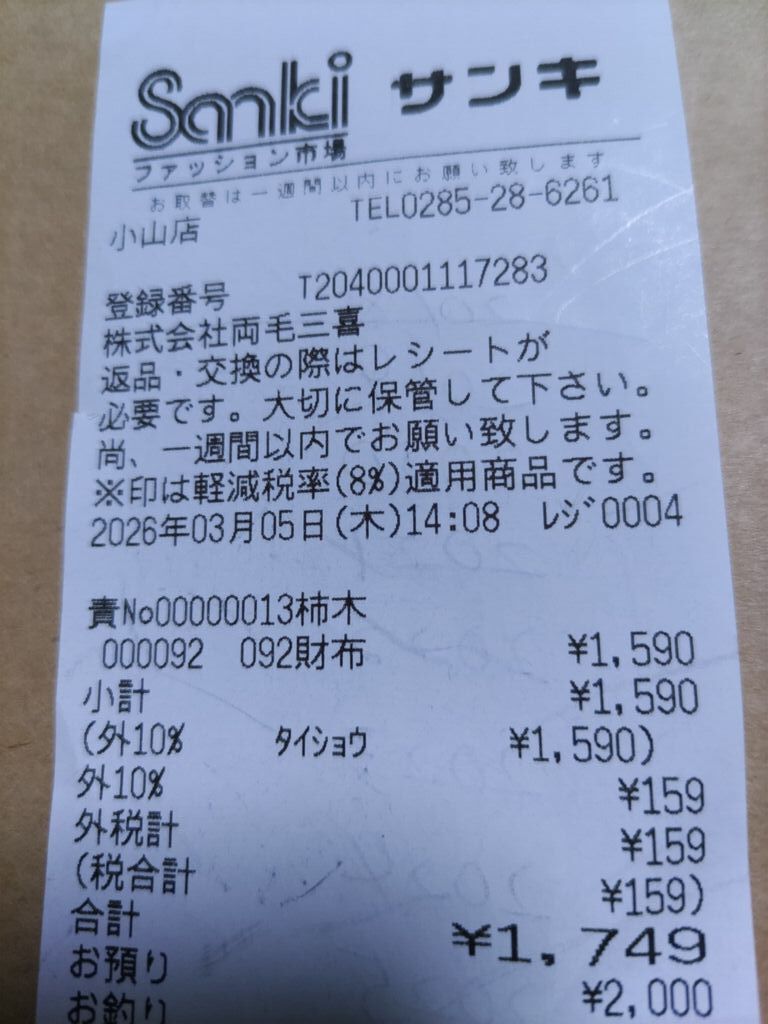 Sanki サンキ
ファッション市場
お取替は一週間以内にお願い致します
TEL0285-28-6261
小山店
登録番号 T2040001117283
株式会社両毛三喜
返品・交換の際はレシートが
必要です。大切に保管して下さい。
尚、一週間以内でお願い致します。
※印は軽減税率(8%)適用商品です。
2026年03月05日(木)14:08 ﾚｼﾞ0004
責No00000013柿木
000092 092財布 ¥1,590
小計 ¥1,590
(外10% ﾀｲｼｮｳ ¥1,590)
外10% ¥159
外税計 ¥159
(税合計 ¥159)
合計 ¥1,749
お預り ¥2,000
お釣り